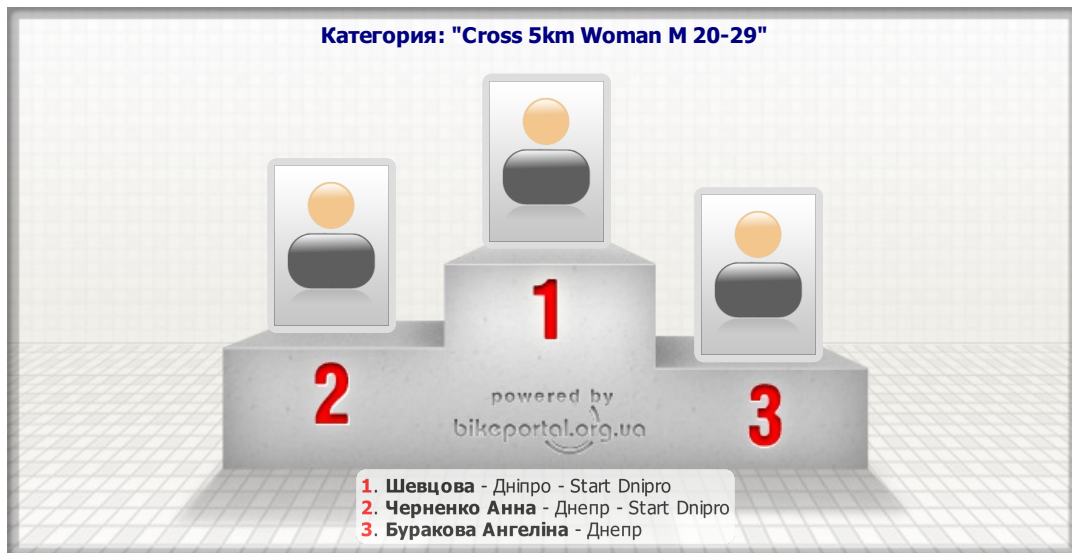 Категория: "Cross 5km Woman M 20-29"
1
2
3
powered by
bikeportal.org.ua
1. Шевцова - Дніпро - Start Dnipro
2. Черненко Анна - Днепр - Start Dnipro
3. Буракова Ангеліна - Днепр